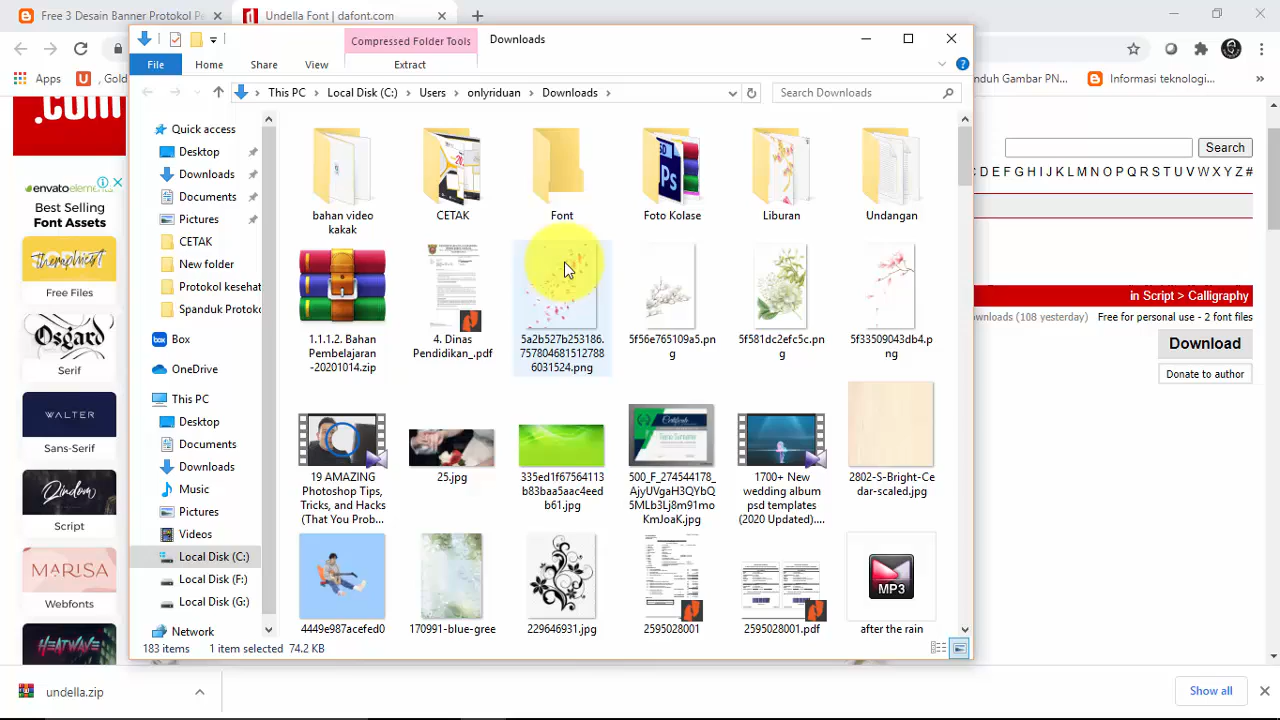 Free 3 Desain Banner Protokol Pe
Undella Font | dafont.com
Apps
Gold
nduh Gambar PN...
Informasi teknologi...
Compressed Folder Tools
Downloads
File
Home
Share
View
Extract
This PC
Local Disk (C:)
Users
onlyriduan
Downloads
Search Downloads
.com
envatoelements
Best Selling
Font Assets
Free Files
Osgard
Serif
WALTER
Sans-Serif
Zindom
Script
MARISA
Webfonts
HEATWAVE
Quick access
Desktop
Downloads
Documents
Pictures
CETAK
New folder
Protokol kesehat
Spanduk Protoko
Box
OneDrive
This PC
Desktop
Documents
Downloads
Music
Pictures
Videos
Local Disk (C:)
Local Disk (F:)
Local Disk (G:)
Network
bahan video
kakak
CETAK
Font
Foto Kolase
Liburan
Undangan
1.1.1.2. Bahan
Pembelajaran
-20201014.zip
4. Dinas
Pendidikan_.pdf
5a2b527b253186.
757804681512788
6031524.png
5f56e765109a5.pn
g
5f581dc2efc5c.pn
g
5f33509043db4.p
ng
19 AMAZING
Photoshop Tips,
Tricks, and Hacks
(That You Prob...
25.jpg
335ed1f67564113
b83baa5aac4eed
b61.jpg
500_F_274544178_
AjyUVgaH3QYbQ
5MLb3Lj8m91mo
KmJoaK.jpg
1700+ New
wedding album
psd templates
(2020 Updated)....
2802-S-Bright-Ce
dar-scaled.jpg
4449e987acefed0
170991-blue-gree
229646931.jpg
2595028001
2595028001.pdf
MP3
after the rain
183 items
1 item selected 74.2 KB
Search
F G H I J K L M N O P Q R S T U V W X Y Z #
in Script > Calligraphy
ownloads (108 yesterday)
Free for personal use - 2 font files
Download
Donate to author
undella.zip
Show all